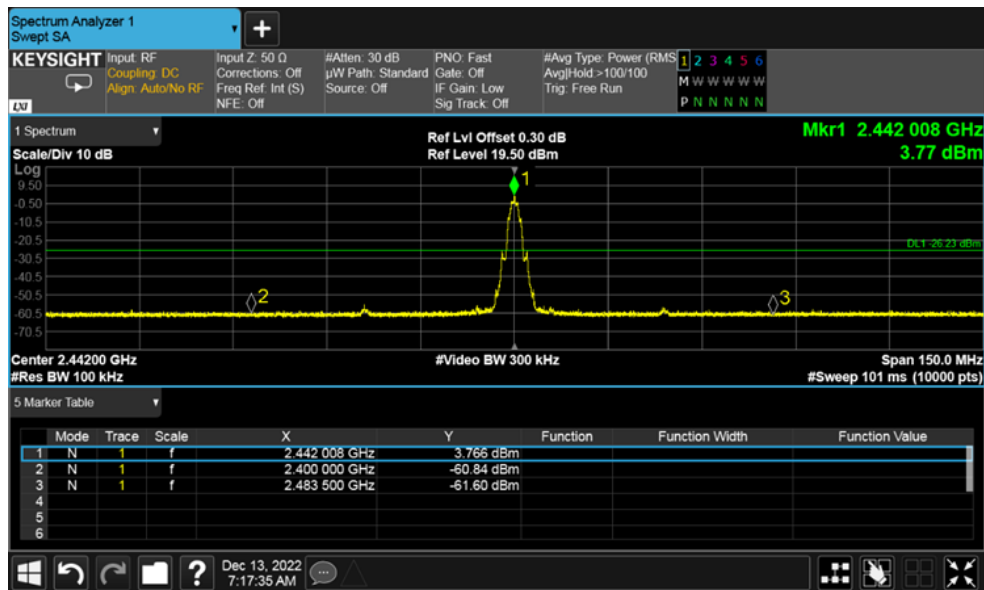 Spectrum Analyzer 1
Swept SA
+
KEYSIGHT
LXI
Input: RF
Coupling: DC
Align: Auto/No RF
Input Z: 50 Ω
Corrections: Off
Freq Ref: Int (S)
NFE: Off
#Atten: 30 dB
µW Path: Standard
Source: Off
PNO: Fast
Gate: Off
IF Gain: Low
Sig Track: Off
#Avg Type: Power (RMS
Avg|Hold:>100/100
Trig: Free Run
1 2 3 4 5 6
M W W W W W
P N N N N N
1 Spectrum
Scale/Div 10 dB
Ref Lvl Offset 0.30 dB
Ref Level 19.50 dBm
Mkr1 2.442 008 GHz
3.77 dBm
Log
9.50
-0.50
-10.5
-20.5
-30.5
-40.5
-50.5
-60.5
-70.5
1
DL1 -26.23 dBm
2
3
Center 2.44200 GHz
#Video BW 300 kHz
Span 150.0 MHz
#Res BW 100 kHz
#Sweep 101 ms (10000 pts)
5 Marker Table
Mode Trace Scale X Y Function Function Width Function Value
1 N 1 f 2.442 008 GHz 3.766 dBm
2 N 1 f 2.400 000 GHz -60.84 dBm
3 N 1 f 2.483 500 GHz -61.60 dBm
4
5
6
?
Dec 13, 2022
7:17:35 AM